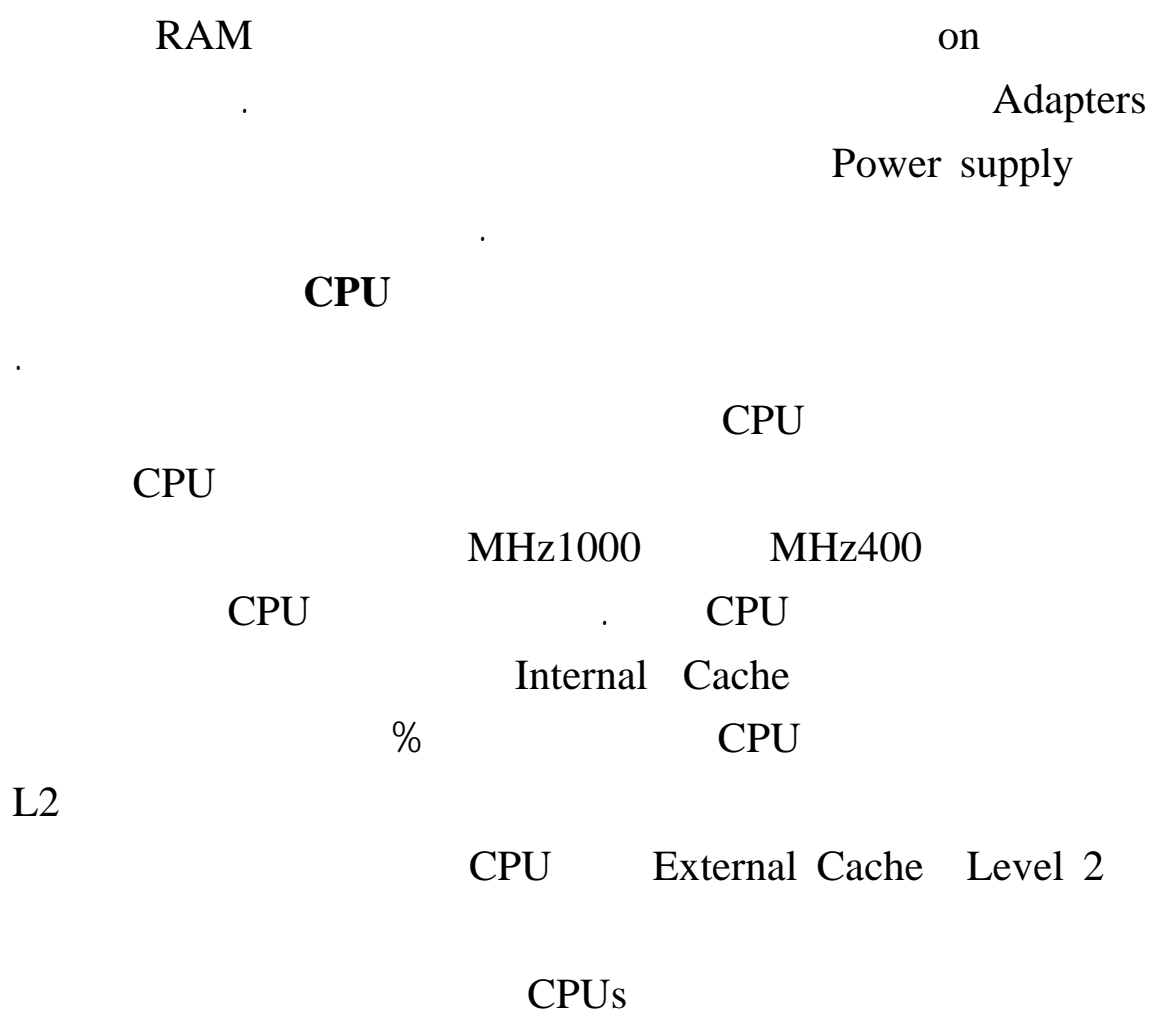 on RAM
Adapters .
Power supply
.
CPU
.
CPU
CPU
MHz400 MHz1000
CPU . CPU
Internal Cache
CPU %
L2
Level 2 External Cache CPU
CPUs